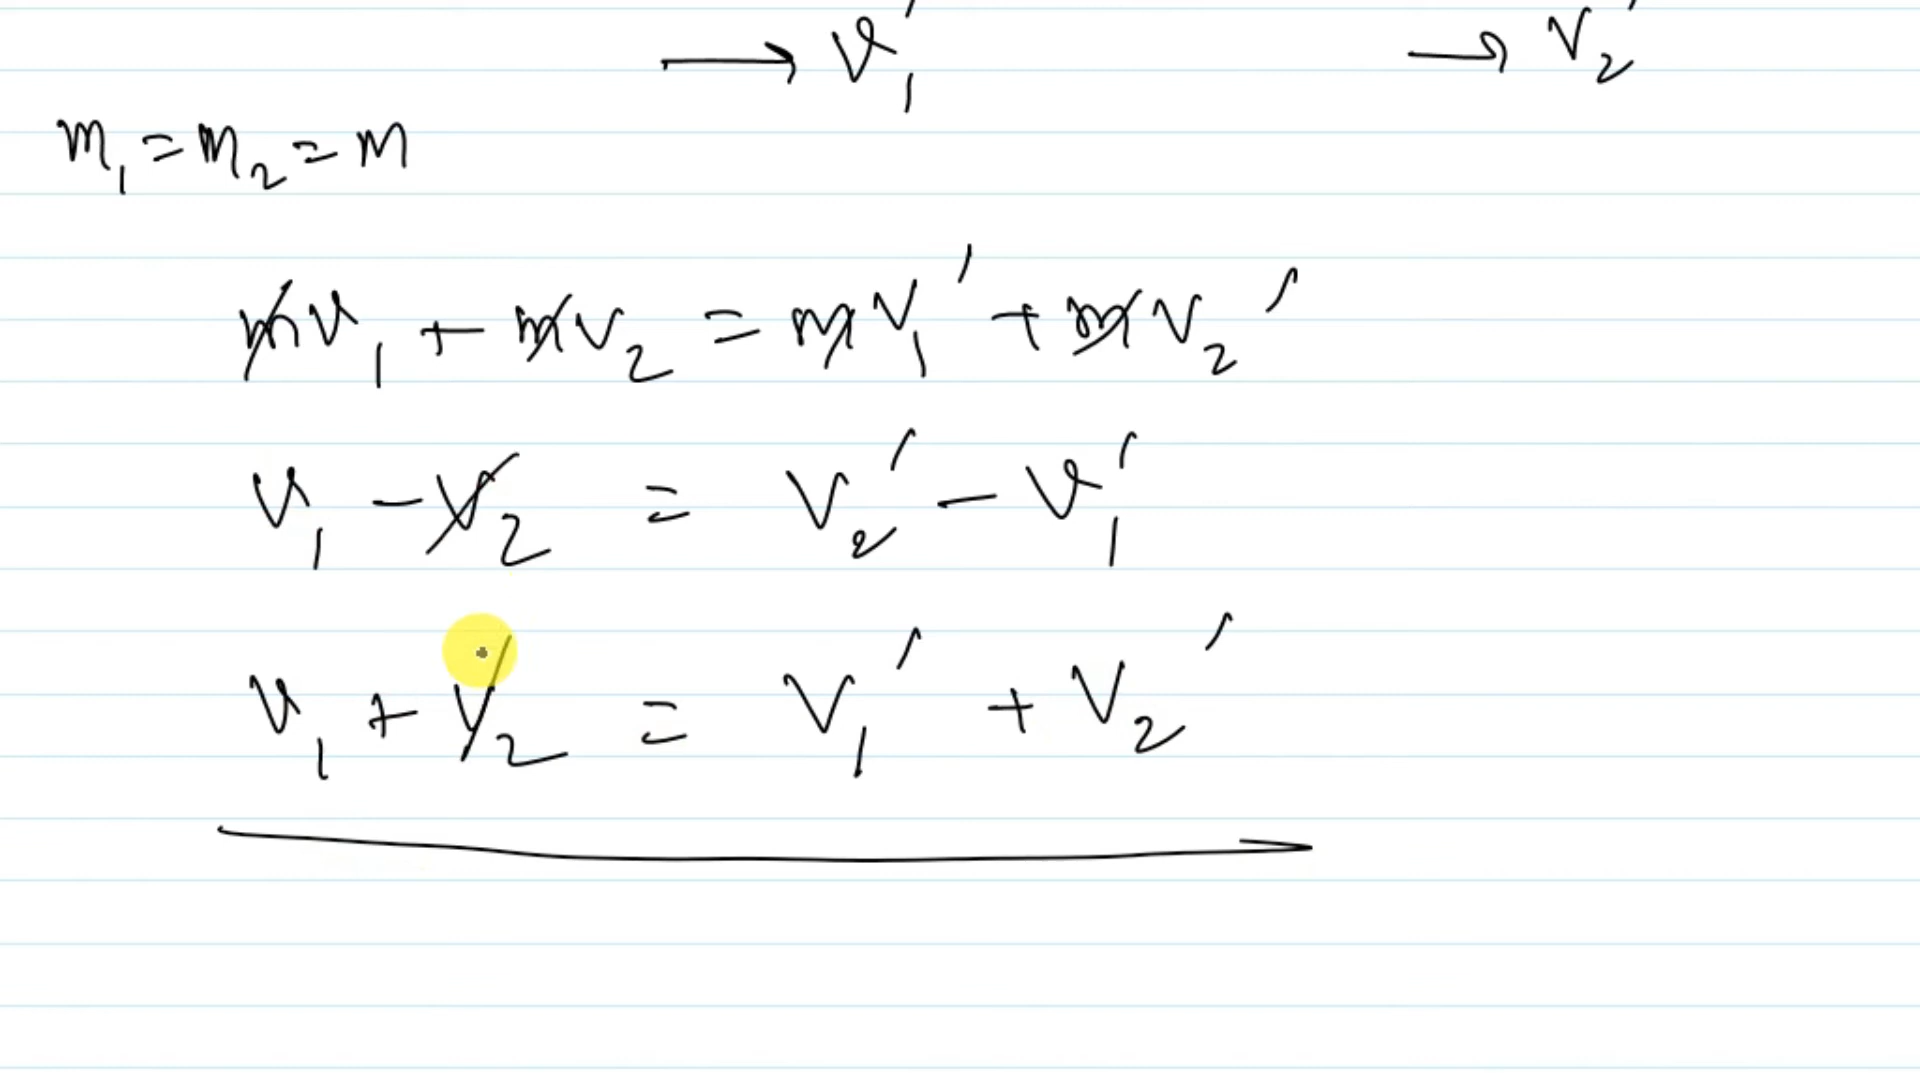 → v₁′ → v₂′
m₁ = m₂ = m
mv₁ + mv₂ = mv₁′ + mv₂′
v₁ - v₂ = v₂′ - v₁′
v₁ + v₂ = v₁′ + v₂′